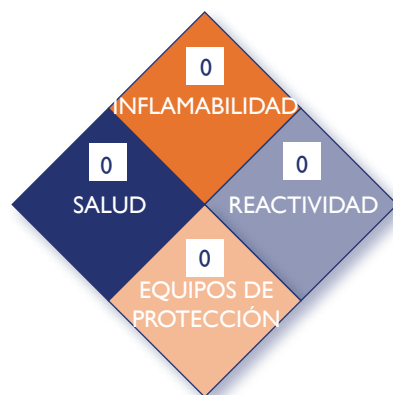 0
INFLAMABILIDAD
0
SALUD
0
REACTIVIDAD
0
EQUIPOS DE
PROTECCIÓN